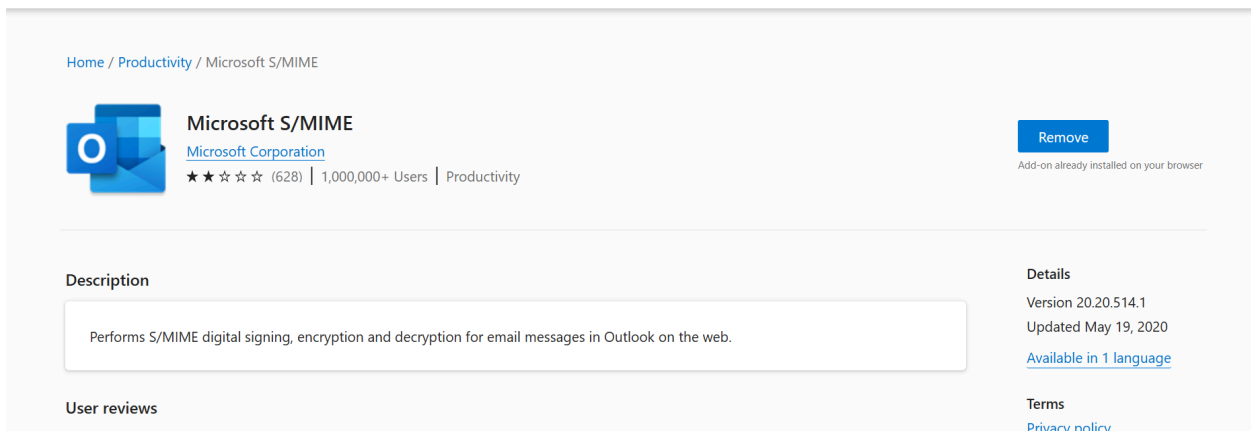 Home / Productivity / Microsoft S/MIME
O
Microsoft S/MIME
Microsoft Corporation
★★☆☆☆ (628) | 1,000,000+ Users | Productivity
Remove
Add-on already installed on your browser
Description
Performs S/MIME digital signing, encryption and decryption for email messages in Outlook on the web.
User reviews
Details
Version 20.20.514.1
Updated May 19, 2020
Available in 1 language
Terms
Privacy policy